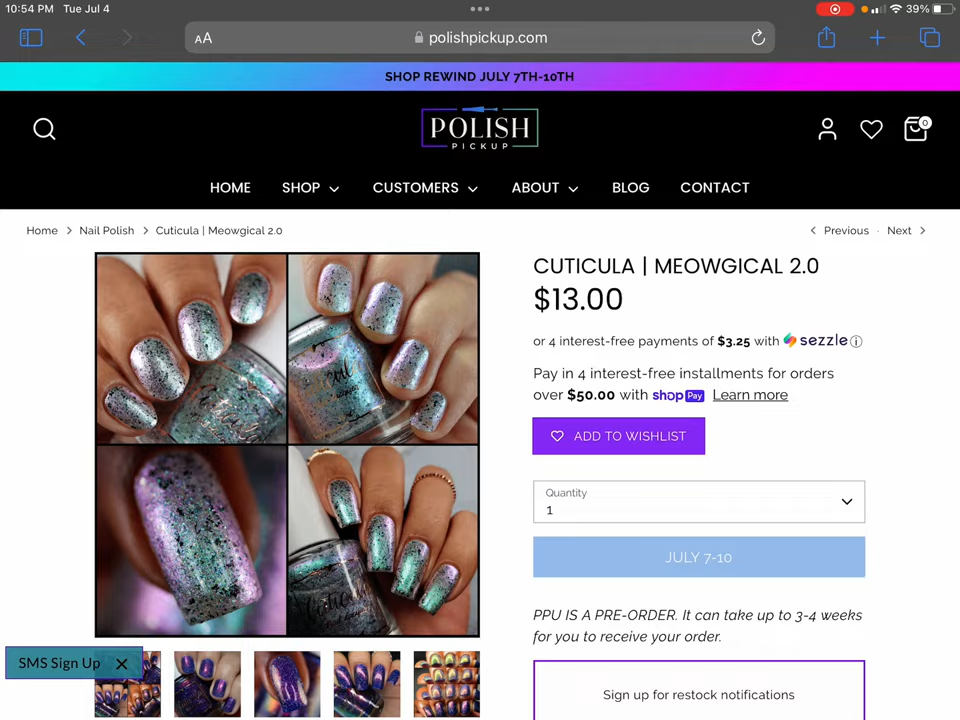 10:54 PM Tue Jul 4
39%
AA
polishpickup.com
SHOP REWIND JULY 7TH-10TH
POLISH
PICKUP
0
HOME SHOP CUSTOMERS ABOUT BLOG CONTACT
Home > Nail Polish > Cuticula | Meowgical 2.0
< Previous · Next >
CUTICULA | MEOWGICAL 2.0
$13.00
or 4 interest-free payments of $3.25 with sezzle
Pay in 4 interest-free installments for orders
over $50.00 with shop Pay Learn more
ADD TO WISHLIST
Quantity
1
JULY 7-10
PPU IS A PRE-ORDER. It can take up to 3-4 weeks
for you to receive your order.
SMS Sign Up ×
Sign up for restock notifications